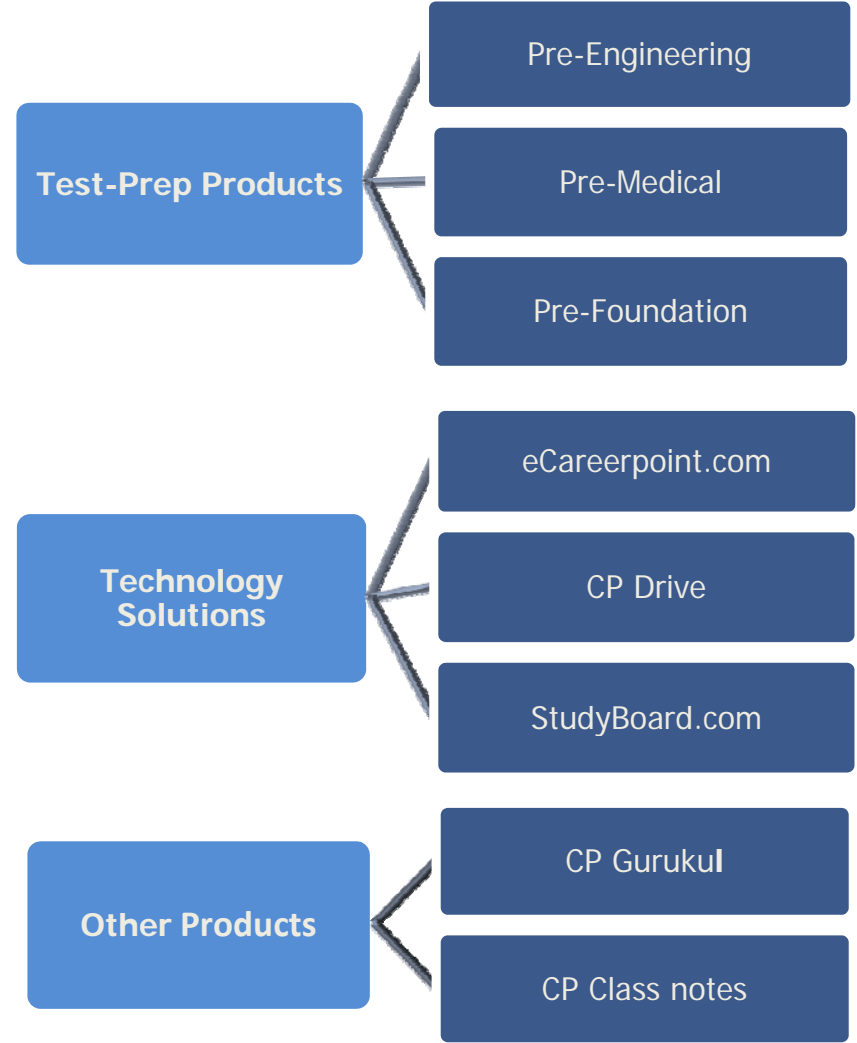 Test-Prep Products
Pre-Engineering
Pre-Medical
Pre-Foundation
Technology
Solutions
eCareerpoint.com
CP Drive
StudyBoard.com
Other Products
CP Gurukul
CP Class notes